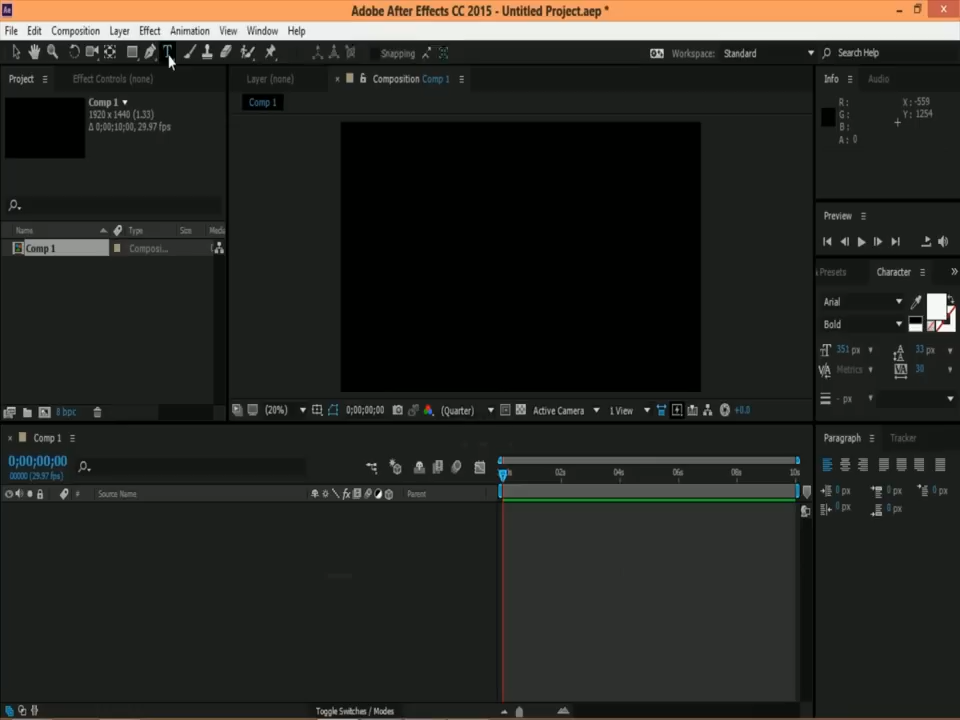 Adobe After Effects CC 2015 - Untitled Project.aep *
File Edit Composition Layer Effect Animation View Window Help
Snapping
Workspace: Standard
Search Help
Project
Effect Controls (none)
Layer (none)
Composition Comp 1
Info
Audio
Comp 1
1920 x 1440 (1.33)
Δ 0;00;10;00, 29.97 fps
Comp 1
R :
G :
B :
A : 0
X : -559
Y : 1254
Preview
Name Type Size Media
Comp 1 Composi...
Presets
Character
Arial
Bold
351 px
33 px
Metrics
30
- px
8 bpc
(20%) 0;00;00;00 (Quarter) Active Camera 1 View +0.0
Comp 1
0;00;00;00
00000 (29.97 fps)
Paragraph
Tracker
02s 04s 06s 08s 10s
# Source Name
Parent
0 px 0 px 0 px
0 px 0 px
Toggle Switches / Modes